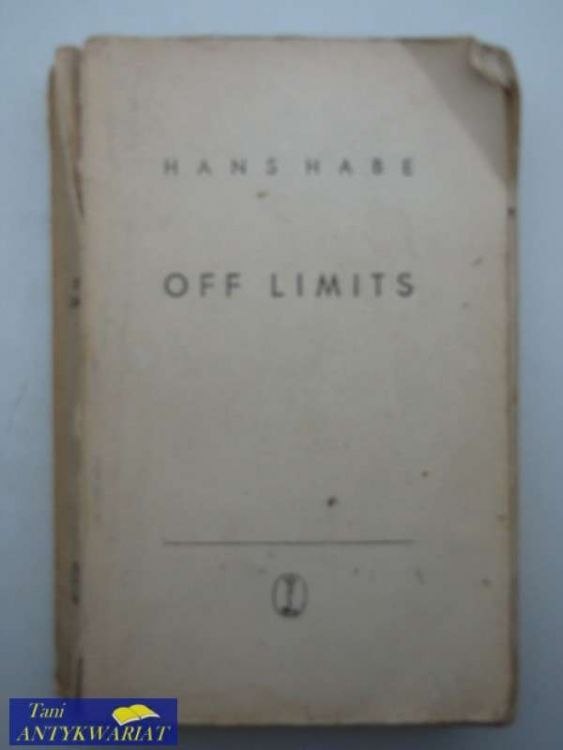 HANS HABE
OFF LIMITS
Tani
ANTYKWARIAT